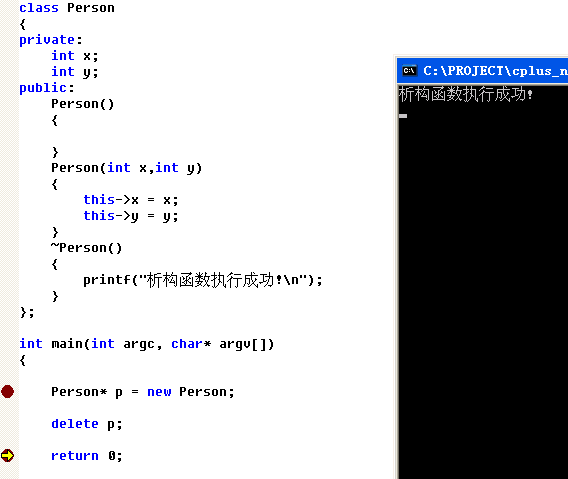 class Person
{
private:
    int x;
    int y;
public:
    Person()
    {
    }
    Person(int x,int y)
    {
        this->x = x;
        this->y = y;
    }
    ~Person()
    {
        printf("析构函数执行成功!\n");
    }
};
int main(int argc, char* argv[])
{
    Person* p = new Person;
    delete p;
    return 0;
C:\PROJECT\cplus_n
析构函数执行成功!